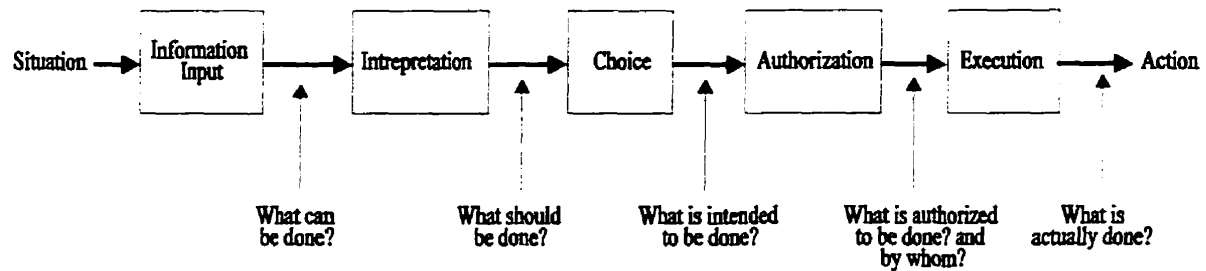 Situation
Information
Input
Intrepretation
Choice
Authorization
Execution
Action
What can
be done?
What should
be done?
What is intended
to be done?
What is authorized
to be done? and
by whom?
What is
actually done?